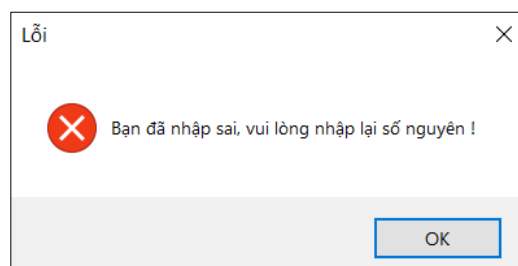 Lỗi
Bạn đã nhập sai, vui lòng nhập lại số nguyên !
OK